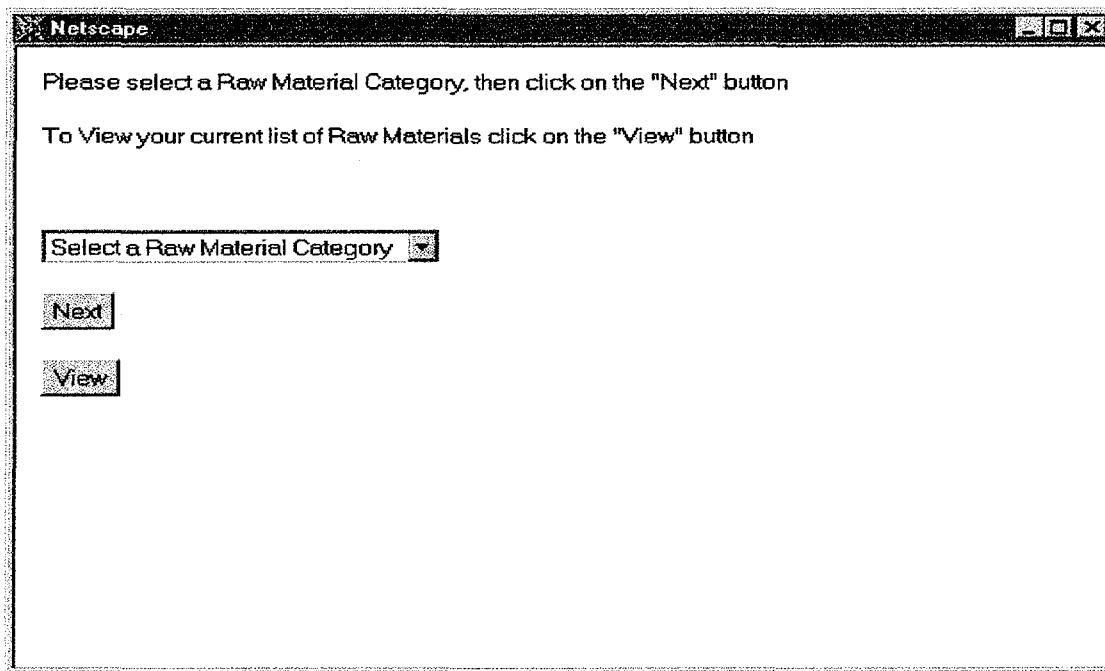 Netscape
Please select a Raw Material Category, then click on the "Next" button
To View your current list of Raw Materials click on the "View" button
Select a Raw Material Category
Next
View